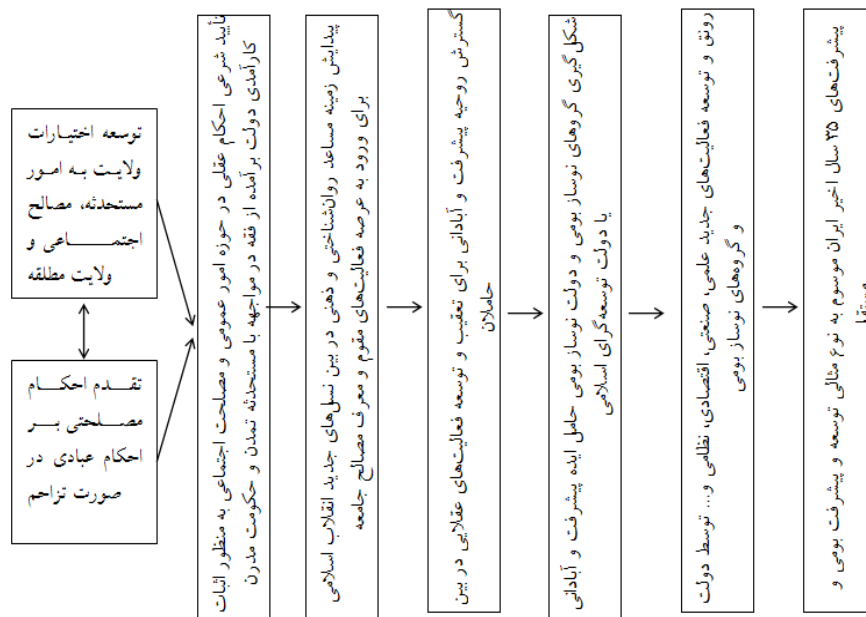 توسعه اختیارات
ولایت به امور
مستحدثه، مصالح
اجتماعی و
ولایت مطلقه
تقدم احکام
مصلحتی بر
احکام عبادی در
صورت تزاحم
تأیید شرعی احکام عقلی در حوزه امور عمومی و مصلحت اجتماعی به منظور اثبات
کارآمدی دولت برآمده از فقه در مواجهه با مستحدثه تمدن و حکومت مدرن
پیدایش زمینه مساعد روان‌شناختی و ذهنی در بین نسل‌های جدید انقلاب اسلامی
برای ورود به عرصه فعالیت‌های مقوم و معرف مصالح جامعه
گسترش روحیه پیشرفت و آبادانی برای تعقیب و توسعه فعالیت‌های عقلایی در بین
حاملان
شکل گیری گروهای نوساز بومی و دولت نوساز بومی حامل ایده پیشرفت و آبادانی
یا دولت توسعه‌گرای اسلامی
رونق و توسعه فعالیت‌های جدید علمی، صنعتی، اقتصادی، نظامی و... توسط دولت
و گروه‌های نوساز بومی
پیشرفت‌های ۳۵ سال اخیر ایران موسوم به نوع مثالی توسعه و پیشرفت بومی و